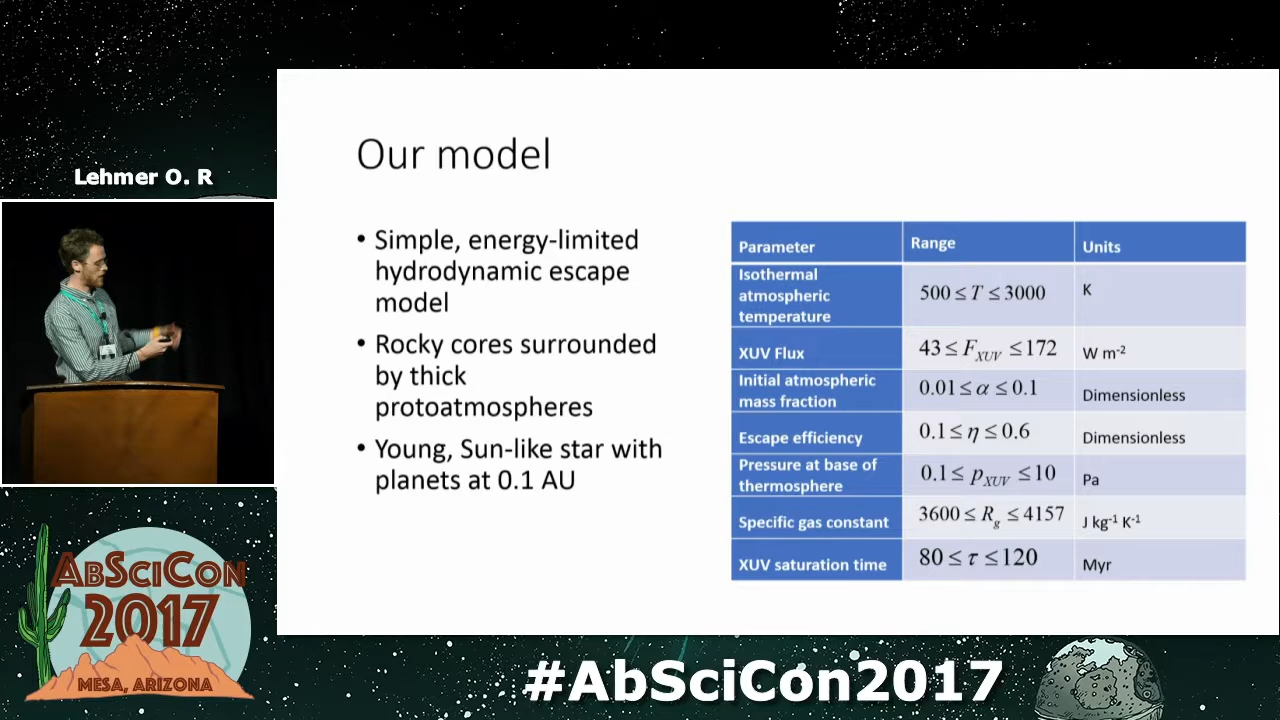 Lehmer O. R
Our model
• Simple, energy-limited
hydrodynamic escape
model
• Rocky cores surrounded
by thick
protoatmospheres
• Young, Sun-like star with
planets at 0.1 AU
Parameter Range Units
Isothermal
atmospheric
temperature
500 ≤ T ≤ 3000 K
XUV Flux 43 ≤ F_XUV ≤ 172 W m⁻²
Initial atmospheric
mass fraction
0.01 ≤ α ≤ 0.1 Dimensionless
Escape efficiency 0.1 ≤ η ≤ 0.6 Dimensionless
Pressure at base of
thermosphere
0.1 ≤ p_XUV ≤ 10 Pa
Specific gas constant 3600 ≤ R_g ≤ 4157 J kg⁻¹ K⁻¹
XUV saturation time 80 ≤ τ ≤ 120 Myr
AbSciCon
2017
MESA, ARIZONA
#AbSciCon2017